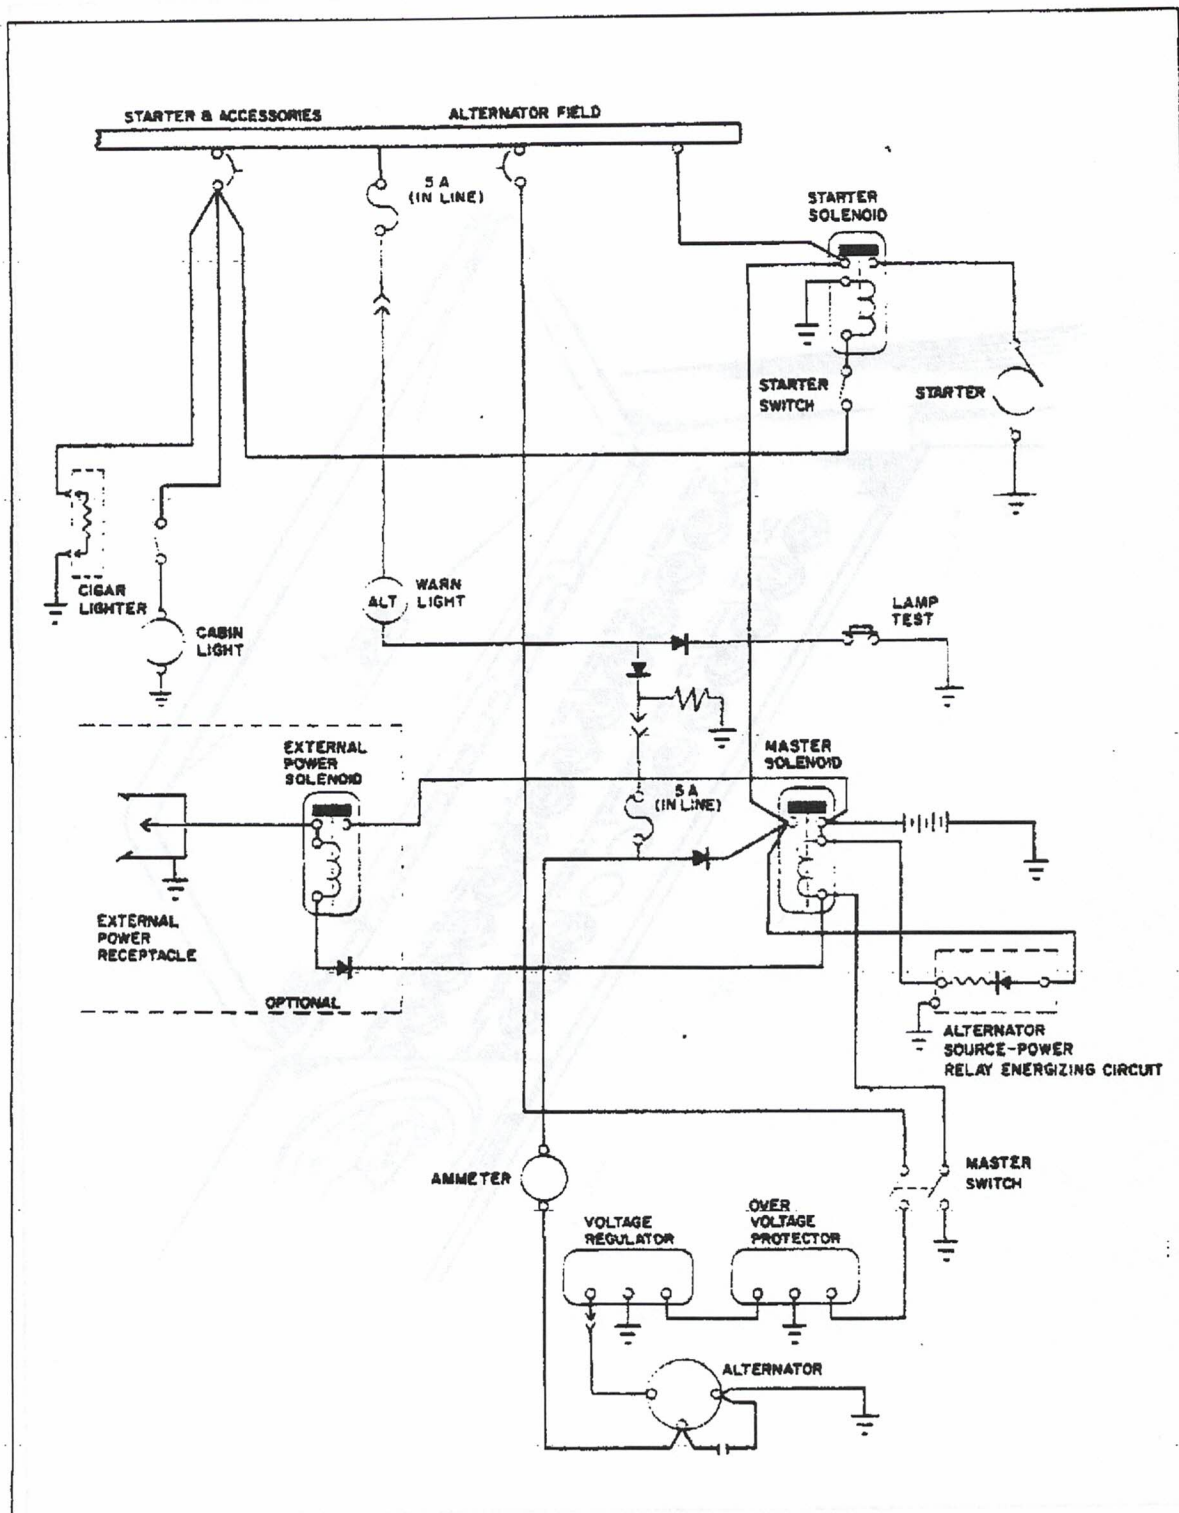 STARTER & ACCESSORIES
ALTERNATOR FIELD
5 A
(IN LINE)
STARTER
SOLENOID
STARTER
SWITCH
STARTER
CIGAR
LIGHTER
CABIN
LIGHT
ALT
WARN
LIGHT
LAMP
TEST
EXTERNAL
POWER
SOLENOID
MASTER
SOLENOID
5 A
(IN LINE)
EXTERNAL
POWER
RECEPTACLE
OPTIONAL
ALTERNATOR
SOURCE-POWER
RELAY ENERGIZING CIRCUIT
AMMETER
MASTER
SWITCH
VOLTAGE
REGULATOR
OVER
VOLTAGE
PROTECTOR
ALTERNATOR